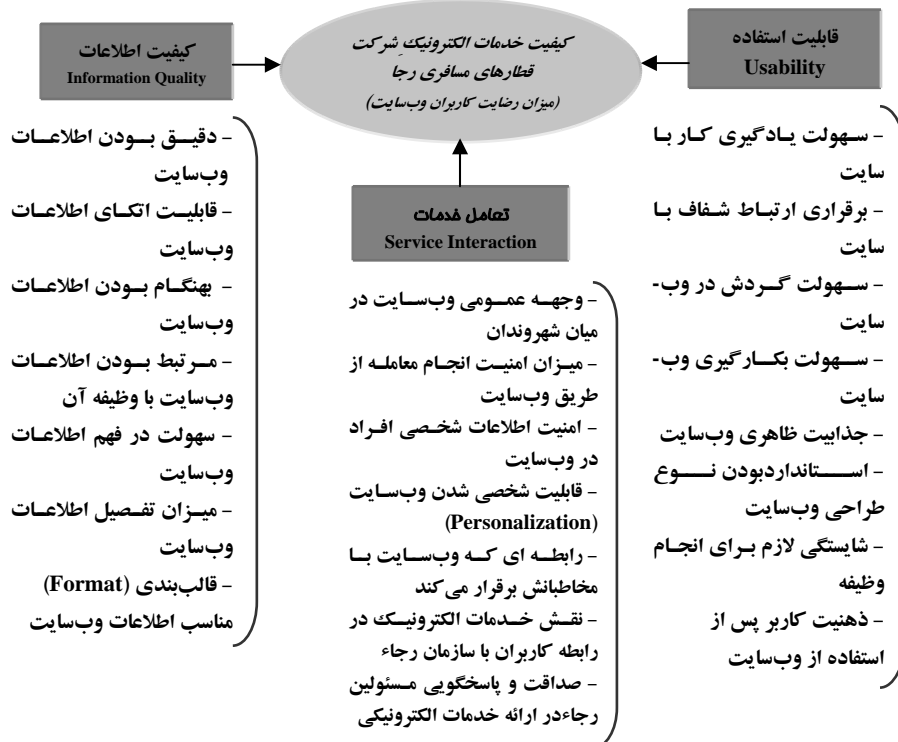 قابلیت استفاده
Usability
کیفیت خدمات الکترونیکِ شرکت
قطارهای مسافری رجا
(میزان رضایت کاربران وب‌سایت)
کیفیت اطلاعات
Information Quality
تعامل خدمات
Service Interaction
- سهولت یادگیری کار با
سایت
- برقراری ارتباط شفاف با
سایت
- سهولت گردش در وب-
سایت
- سهولت بکارگیری وب-
سایت
- جذابیت ظاهری وب‌سایت
- استانداردبودن نوع
طراحی وب‌سایت
- شایستگی لازم برای انجام
وظیفه
- ذهنیت کاربر پس از
استفاده از وب‌سایت
- وجهه عمومی وب‌سایت در
میان شهروندان
- میزان امنیت انجام معامله از
طریق وب‌سایت
- امنیت اطلاعات شخصی افراد
در وب‌سایت
- قابلیت شخصی شدن وب‌سایت
(Personalization)
- رابطه ای که وب‌سایت با
مخاطبانش برقرار می‌کند
- نقش خدمات الکترونیک در
رابطه کاربران با سازمان رجاء
- صداقت و پاسخگویی مسئولین
رجاءدر ارائه خدمات الکترونیکی
- دقیق بودن اطلاعات
وب‌سایت
- قابلیت اتکای اطلاعات
وب‌سایت
- بهنگام بودن اطلاعات
وب‌سایت
- مرتبط بودن اطلاعات
وب‌سایت با وظیفه آن
- سهولت در فهم اطلاعات
وب‌سایت
- میزان تفصیل اطلاعات
وب‌سایت
- قالب‌بندی (Format)
مناسب اطلاعات وب‌سایت